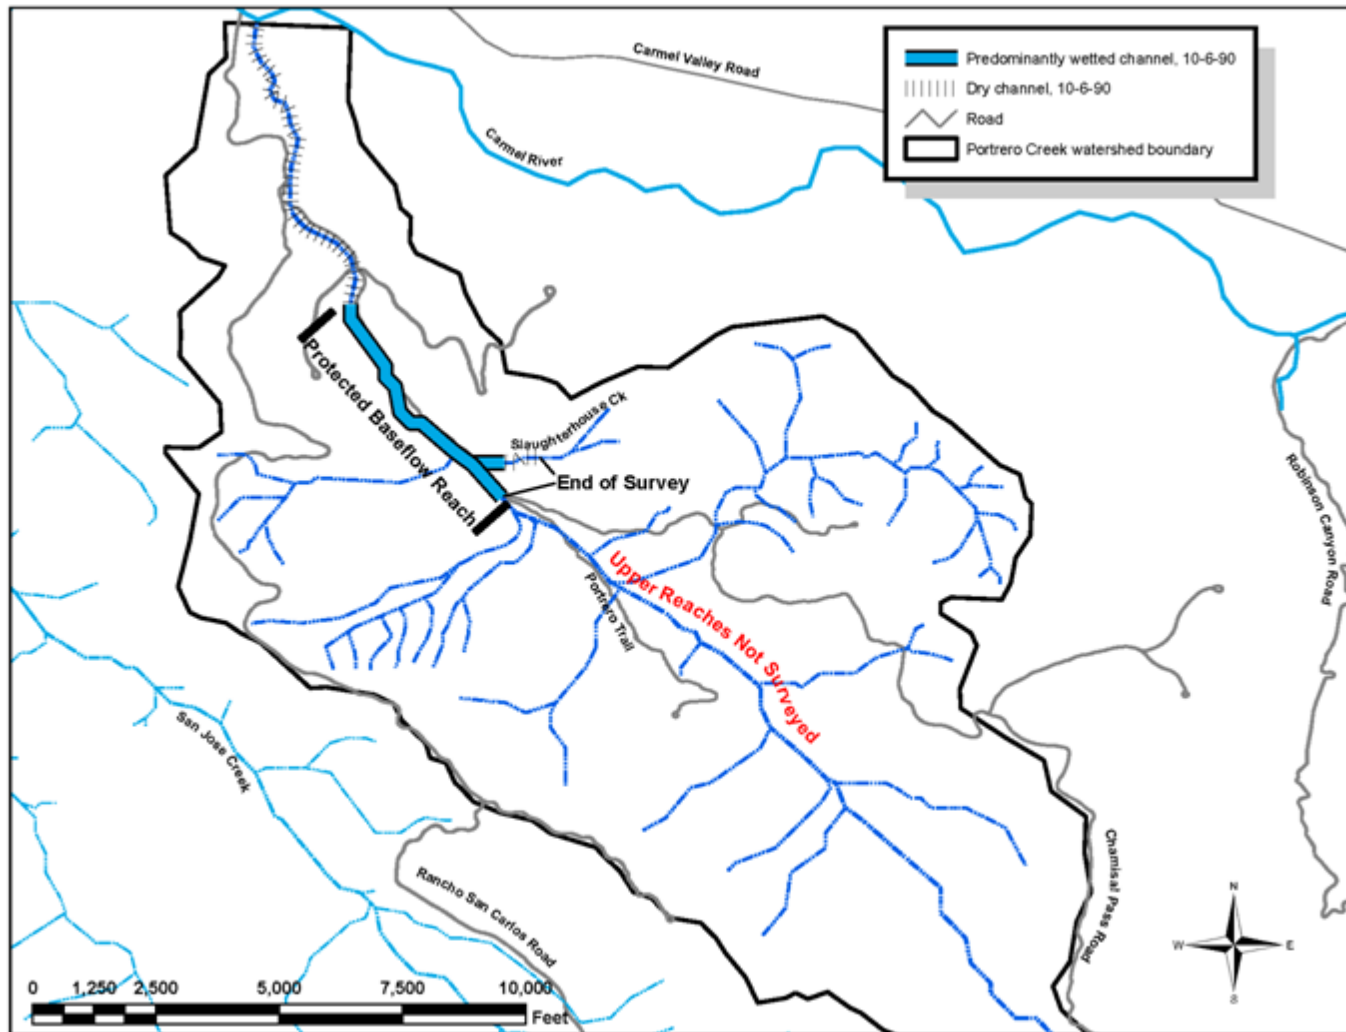 Carmel Valley Road
Predominantly wetted channel, 10-6-90
Dry channel, 10-6-90
Road
Portrero Creek watershed boundary
Carmel River
Protected Baseflow Reach
Slaughterhouse Ck
End of Survey
Upper Reaches Not Surveyed
Portrero Trail
Robinson Canyon Road
San Jose Creek
Rancho San Carlos Road
Chamisal Pass Road
N
W
E
S
0 1,250 2,500 5,000 7,500 10,000
Feet